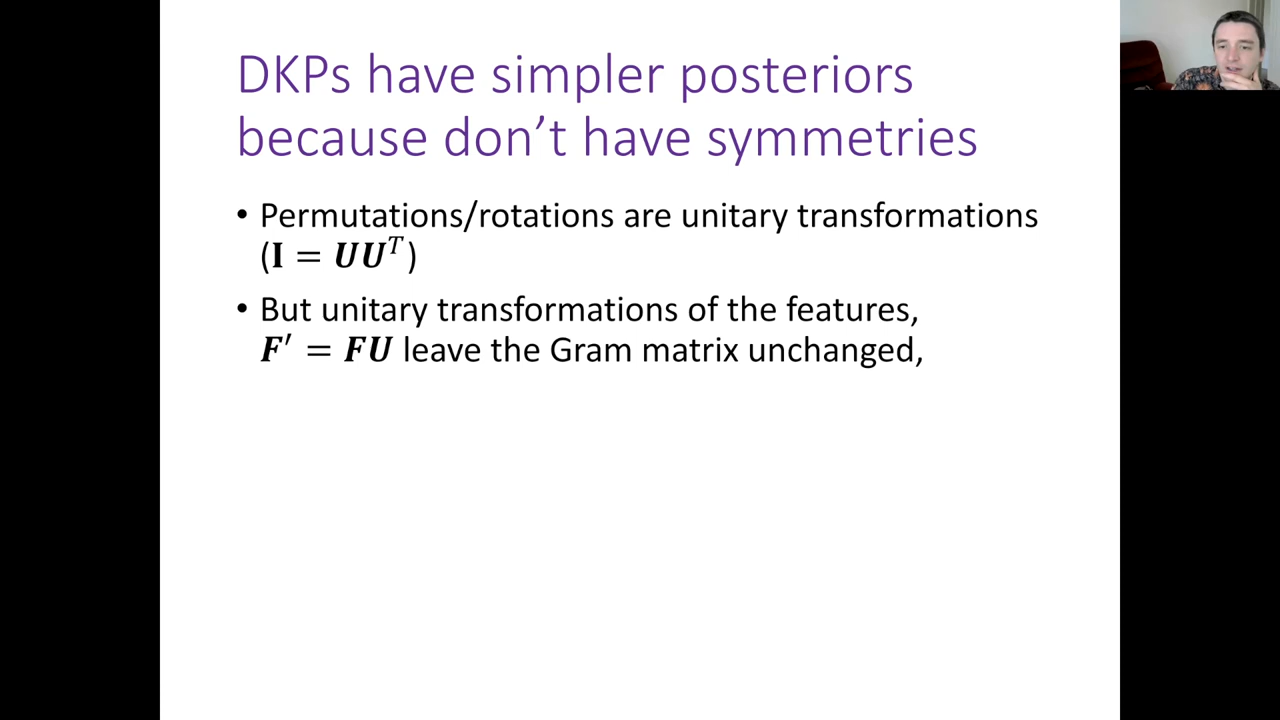 DKPs have simpler posteriors
because don’t have symmetries
• Permutations/rotations are unitary transformations
(𝐈 = 𝑼𝑼ᵀ)
• But unitary transformations of the features,
𝑭′ = 𝑭𝑼 leave the Gram matrix unchanged,